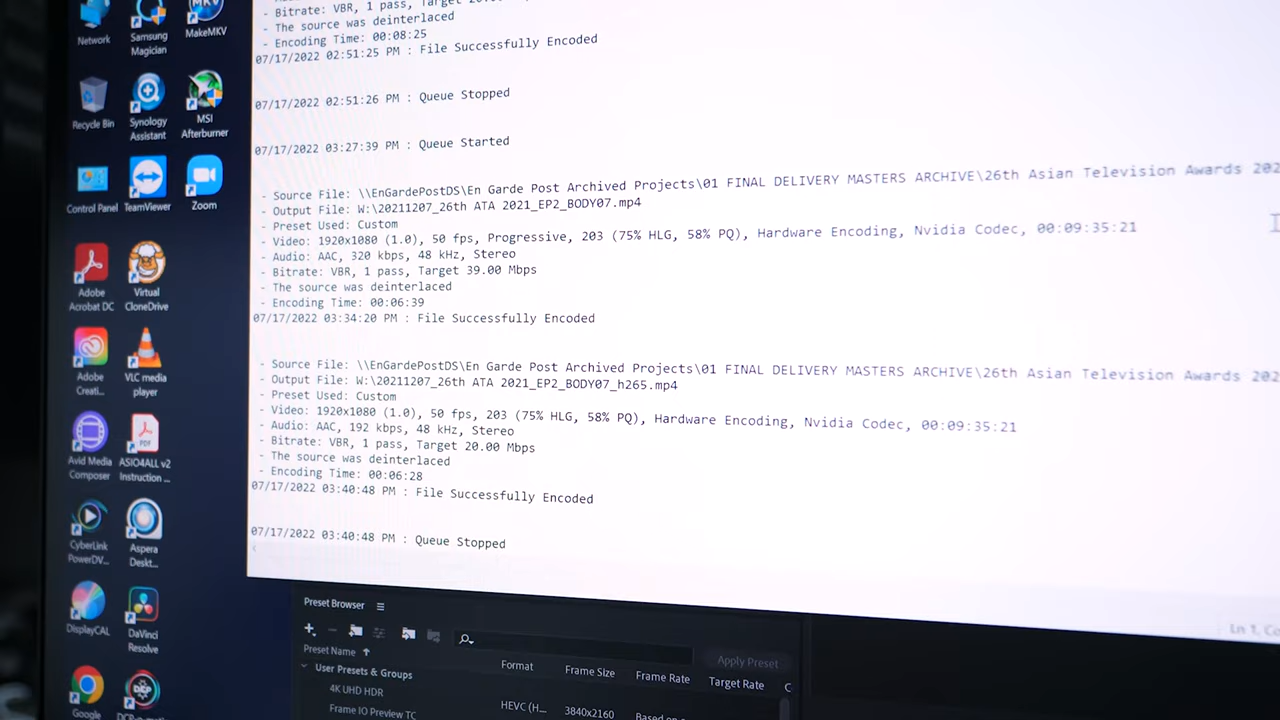 Network
Samsung Magician
MakeMKV
Recycle Bin
Synology Assistant
MSI Afterburner
Control Panel
TeamViewer
Zoom
Adobe Acrobat DC
Virtual CloneDrive
Adobe Creati...
VLC media player
Avid Media Composer
PDF
ASIO4ALL v2 Instruction ...
CyberLink PowerDV...
Aspera Deskt...
DisplayCAL
DaVinci Resolve
Google
- Bitrate: VBR, 1 pass, Target
- The source was deinterlaced
- Encoding Time: 00:08:25
07/17/2022 02:51:25 PM : File Successfully Encoded
07/17/2022 02:51:26 PM : Queue Stopped
07/17/2022 03:27:39 PM : Queue Started
- Source File: \\EnGardePostDS\En Garde Post Archived Projects\01 FINAL DELIVERY MASTERS ARCHIVE\26th Asian Television Awards 202
- Output File: W:\20211207_26th ATA 2021_EP2_BODY07.mp4
- Preset Used: Custom
- Video: 1920x1080 (1.0), 50 fps, Progressive, 203 (75% HLG, 58% PQ), Hardware Encoding, Nvidia Codec, 00:09:35:21
- Audio: AAC, 320 kbps, 48 kHz, Stereo
- Bitrate: VBR, 1 pass, Target 39.00 Mbps
- The source was deinterlaced
- Encoding Time: 00:06:39
07/17/2022 03:34:20 PM : File Successfully Encoded
- Source File: \\EnGardePostDS\En Garde Post Archived Projects\01 FINAL DELIVERY MASTERS ARCHIVE\26th Asian Television Awards 202
- Output File: W:\20211207_26th ATA 2021_EP2_BODY07_h265.mp4
- Preset Used: Custom
- Video: 1920x1080 (1.0), 50 fps, 203 (75% HLG, 58% PQ), Hardware Encoding, Nvidia Codec, 00:09:35:21
- Audio: AAC, 192 kbps, 48 kHz, Stereo
- Bitrate: VBR, 1 pass, Target 20.00 Mbps
- The source was deinterlaced
- Encoding Time: 00:06:28
07/17/2022 03:40:48 PM : File Successfully Encoded
07/17/2022 03:40:48 PM : Queue Stopped
Ln 1, Co
Preset Browser
Apply Preset
Preset Name
Format
Frame Size
Frame Rate
Target Rate
C
User Presets & Groups
4K UHD HDR
HEVC (H...
3840x2160
Based on
Frame IO Preview TC